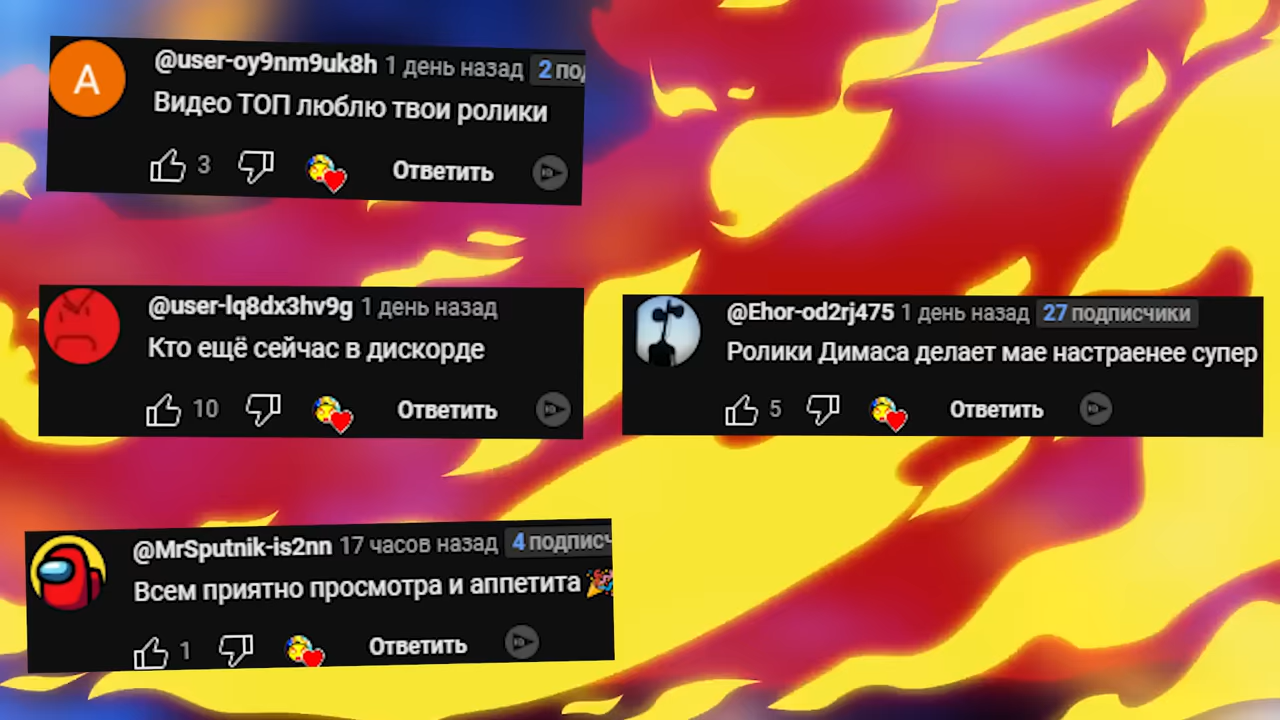 A
@user-oy9nm9uk8h 1 день назад 2
Видео ТОП люблю твои ролики
3 Ответить
@user-lq8dx3hv9g 1 день назад
Кто ещё сейчас в дискорде
10 Ответить
@Ehor-od2rj475 1 день назад 27 подписчики
Ролики Димаса делает мае настраенее супер
5 Ответить
@MrSputnik-is2nn 17 часов назад 4 подписч
Всем приятно просмотра и аппетита 🎉
1 Ответить